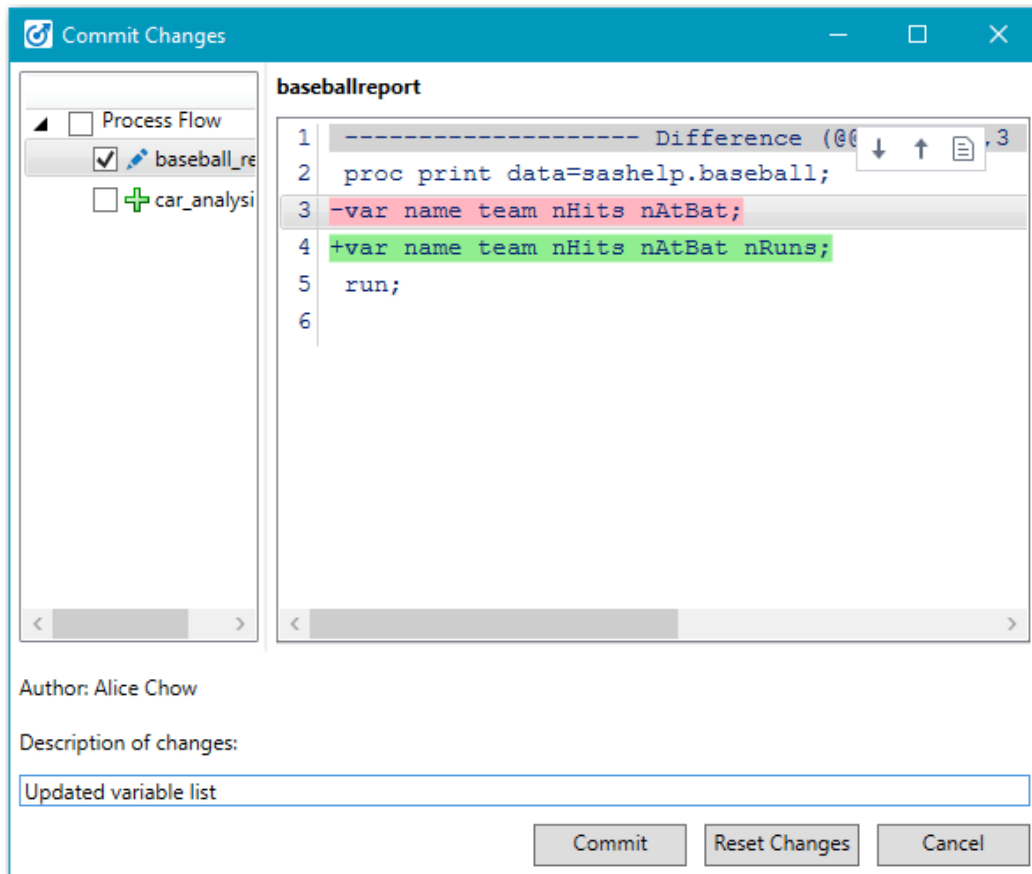 Commit Changes
baseballreport
Process Flow
baseball_re
car_analysi
1 -------------------- Difference (@@ ,3
2 proc print data=sashelp.baseball;
3 -var name team nHits nAtBat;
4 +var name team nHits nAtBat nRuns;
5 run;
6
Author: Alice Chow
Description of changes:
Updated variable list
Commit Reset Changes Cancel